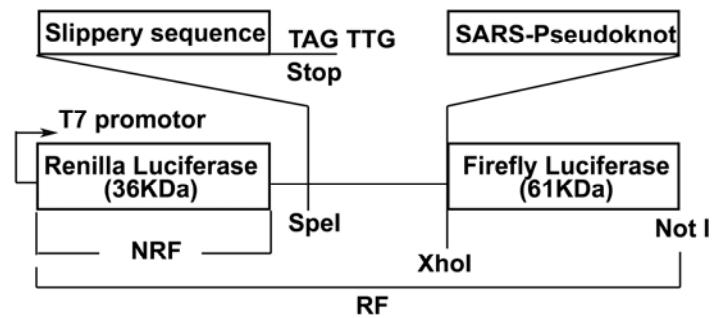 Slippery sequence
TAG TTG
Stop
SARS-Pseudoknot
T7 promotor
Renilla Luciferase
(36KDa)
Firefly Luciferase
(61KDa)
SpeI
Not I
NRF
XhoI
RF